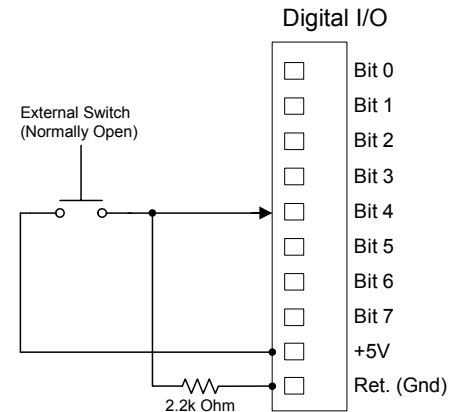 Digital I/O
Bit 0
Bit 1
External Switch
(Normally Open)
Bit 2
Bit 3
Bit 4
Bit 5
Bit 6
Bit 7
+5V
Ret. (Gnd)
2.2k Ohm